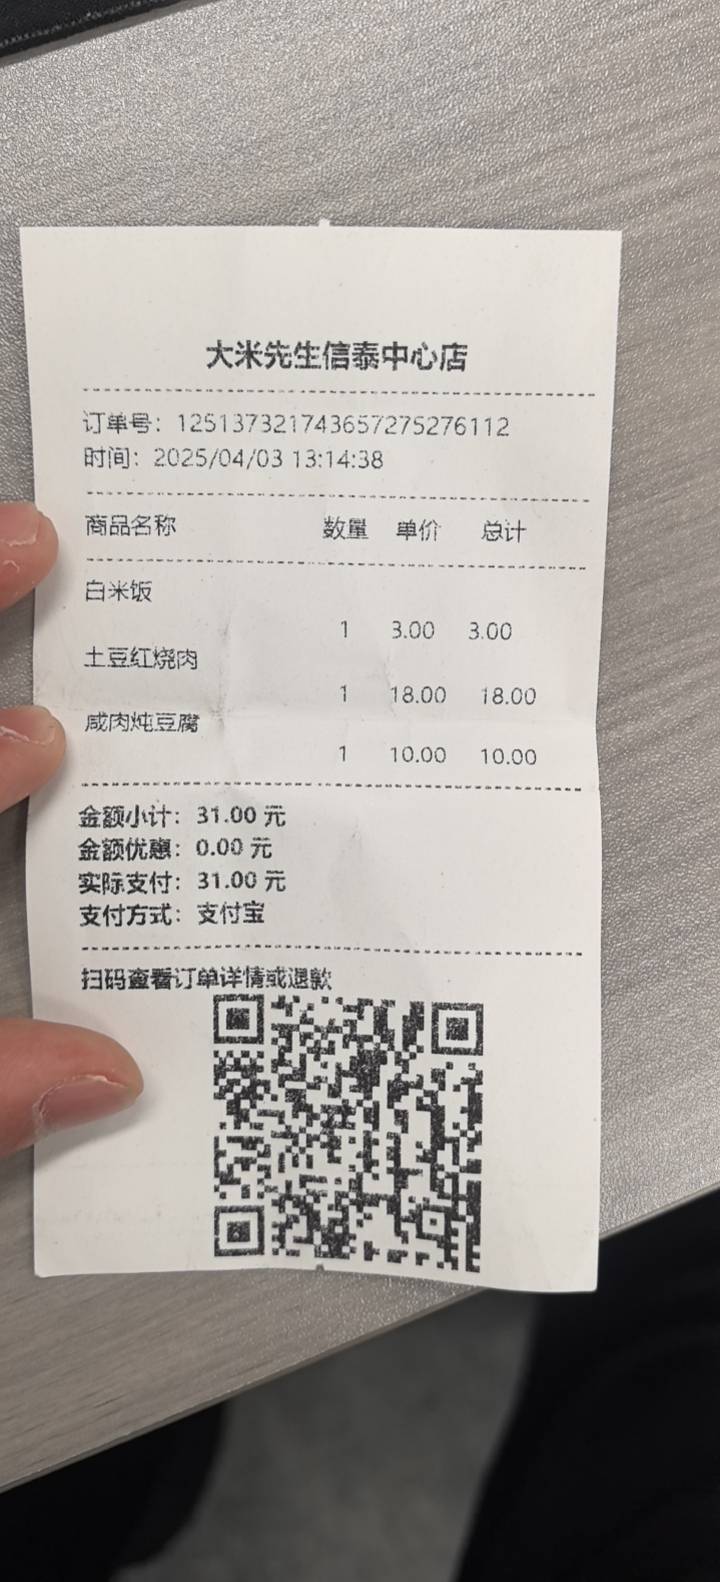 大米先生信泰中心店
订单号：1251373217436572​75276112
时间：2025/04/03 13:14:38
商品名称 数量 单价 总计
白米饭
1 3.00 3.00
土豆红烧肉
1 18.00 18.00
咸肉炖豆腐
1 10.00 10.00
金额小计：31.00 元
金额优惠：0.00 元
实际支付：31.00 元
支付方式：支付宝
扫码查看订单详情或退款